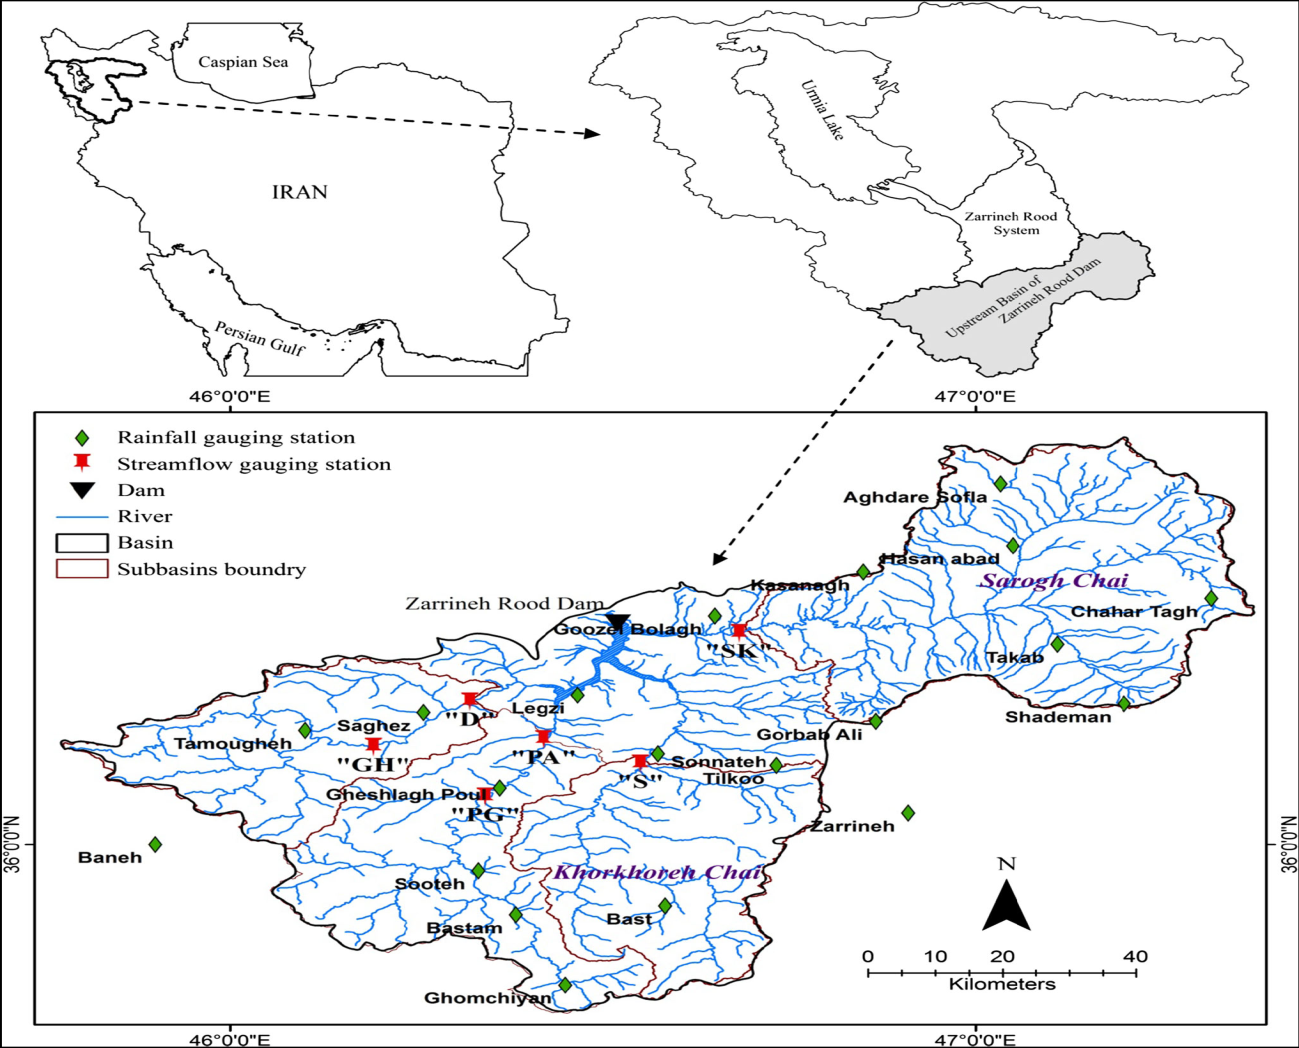 Caspian Sea
IRAN
Persian Gulf
Urmia Lake
Zarrineh Rood
System
Upstream Basin of
Zarrineh Rood Dam
46°0'0"E
47°0'0"E
Rainfall gauging station
Streamflow gauging station
Dam
River
Basin
Subbasins boundry
Aghdare Sofla
Hasan abad
Kasanagh
Sarogh Chai
Zarrineh Rood Dam
Chahar Tagh
Goozel Bolagh
"SK"
Takab
Legzi
"D"
Shademan
Saghez
Gorbab Ali
Tamougheh
"PA"
"GH"
Sonnateh
"S"
Tilkoo
Gheshlagh Poul
"PG"
Zarrineh
36°0'0"N
36°0'0"N
Baneh
N
Khorkhoreh Chai
Sooteh
Bast
Bastam
0 10 20 40
Kilometers
Ghomchiyan
46°0'0"E
47°0'0"E